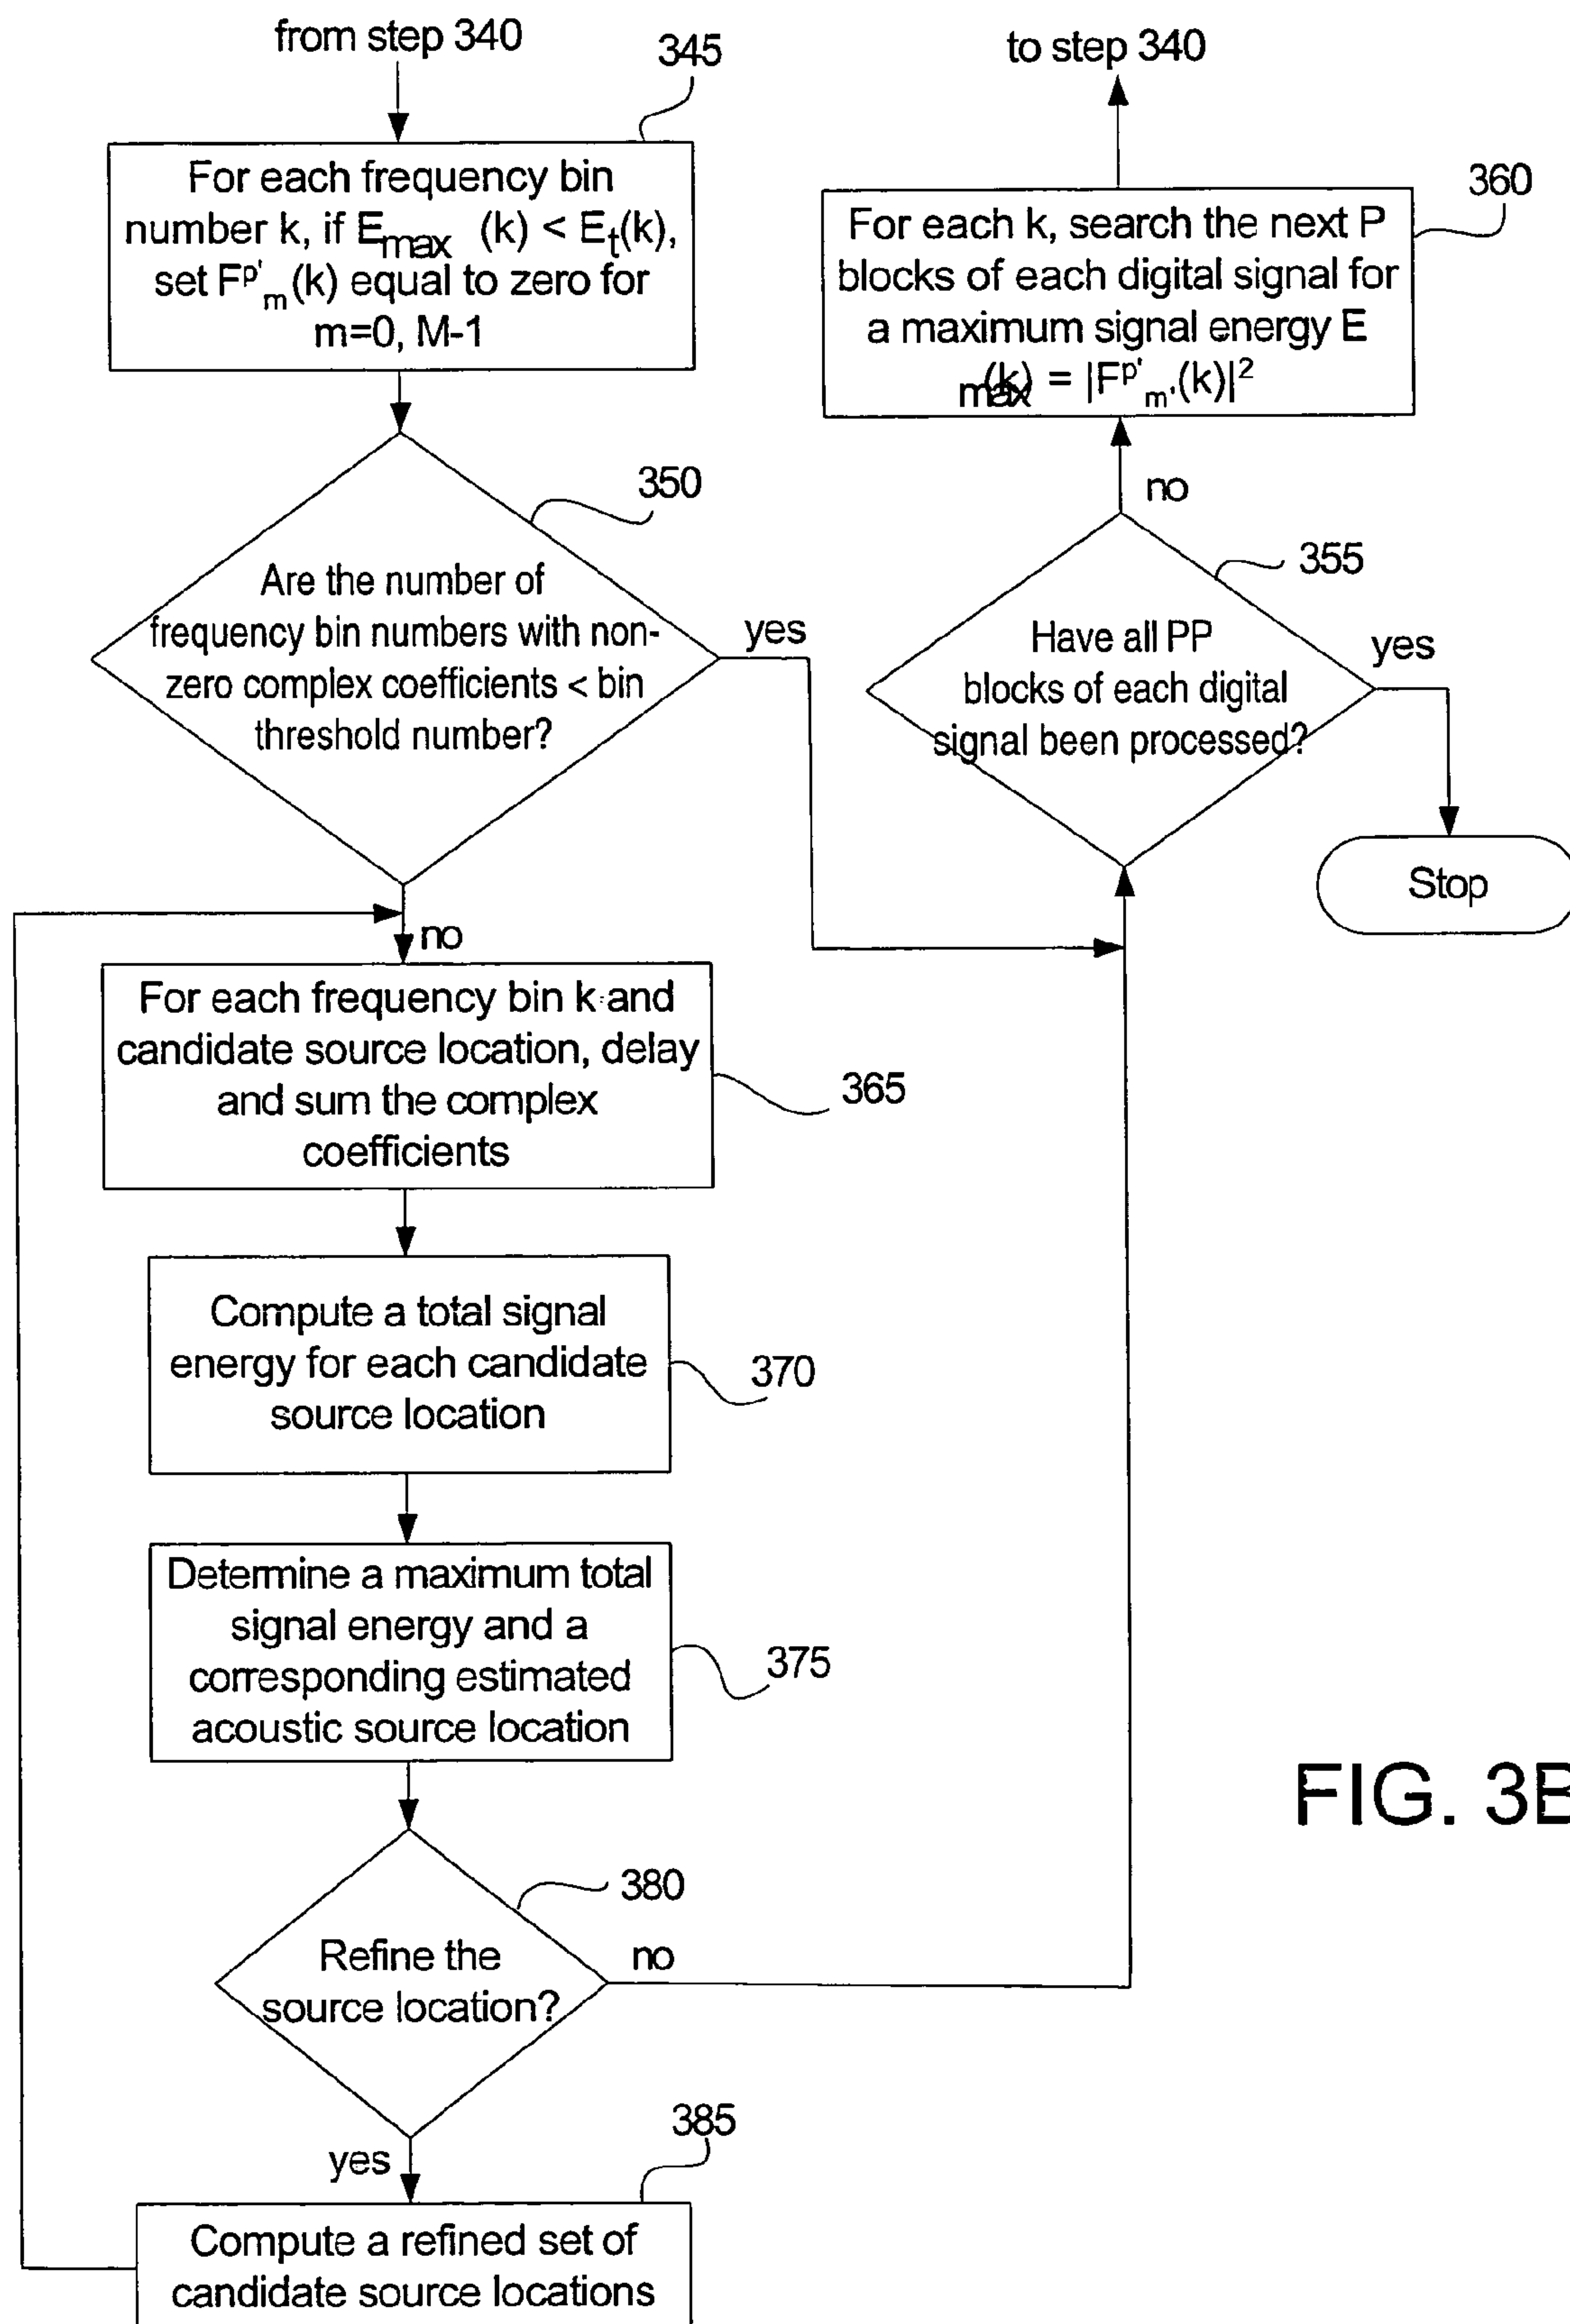 from step 340
345
For each frequency bin
number k, if Emax (k) < Et(k),
set Fp'm(k) equal to zero for
m=0, M-1
350
Are the number of
frequency bin numbers with non-
zero complex coefficients < bin
threshold number?
yes
no
For each frequency bin k and
candidate source location, delay
and sum the complex
coefficients
365
Compute a total signal
energy for each candidate
source location
370
Determine a maximum total
signal energy and a
corresponding estimated
acoustic source location
375
380
Refine the
source location?
no
yes
385
Compute a refined set of
candidate source locations
to step 340
360
For each k, search the next P
blocks of each digital signal for
a maximum signal energy E
max(k) = |Fp'm'(k)|²
no
355
Have all PP
blocks of each digital
signal been processed?
yes
Stop
FIG. 3B